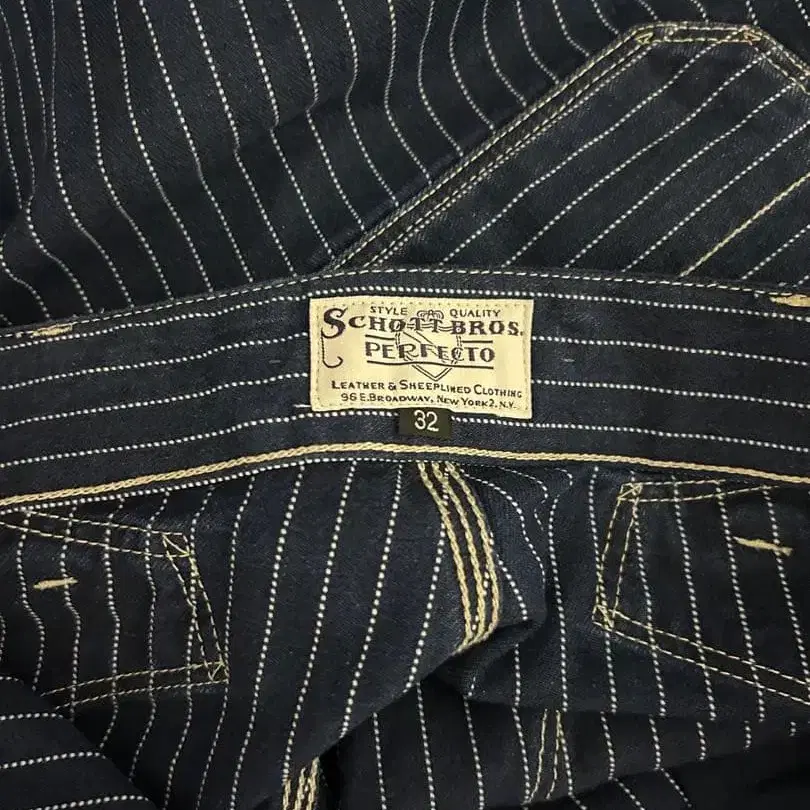 STYLE QUALITY
SCHOTT BROS.
PERFECTO
LEATHER & SHEEPLINED CLOTHING
96 E.BROADWAY, NEW YORK 2, N.Y.
32